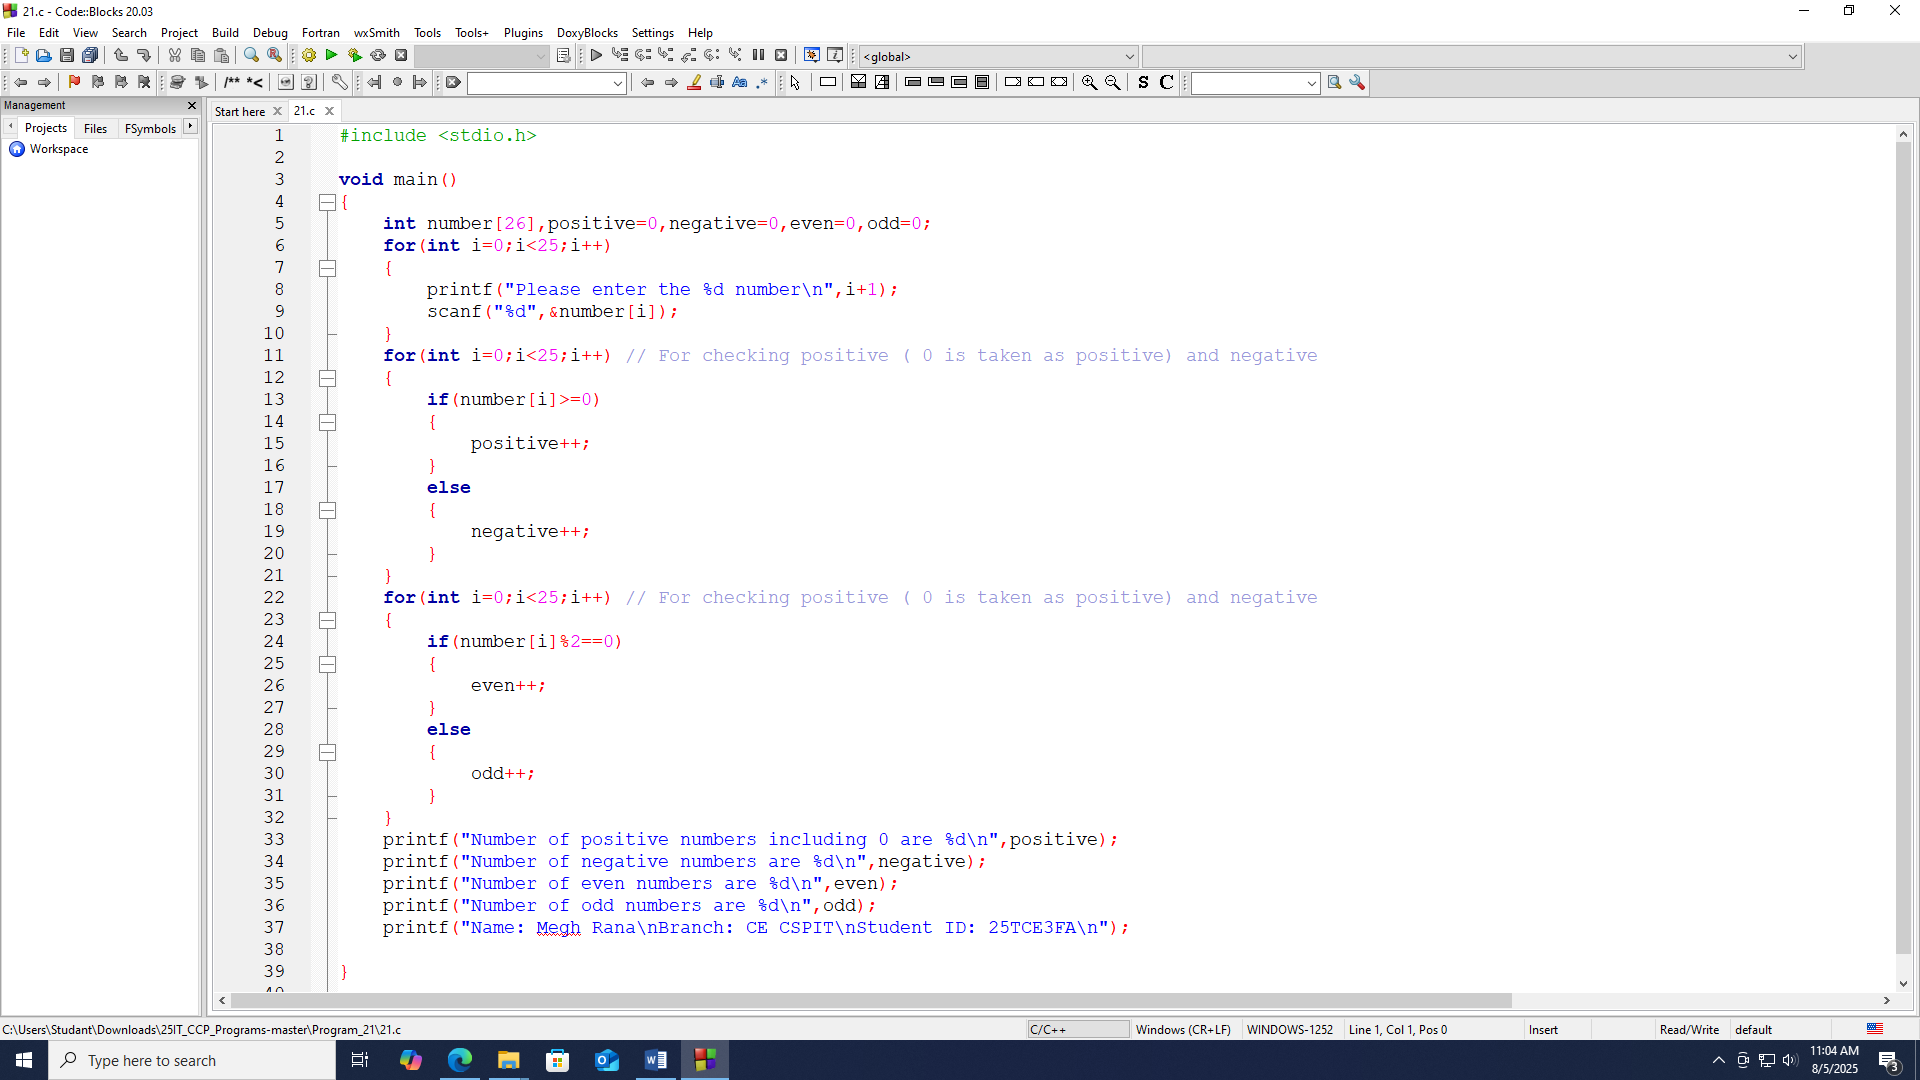 21.c - Code::Blocks 20.03
File Edit View Search Project Build Debug Fortran wxSmith Tools Tools+ Plugins DoxyBlocks Settings Help
<global>
/** *< Aa .* S C
Management
Projects Files FSymbols
Workspace
Start here 21.c
1 #include <stdio.h>
2
3 void main()
4 {
5 int number[26],positive=0,negative=0,even=0,odd=0;
6 for(int i=0;i<25;i++)
7 {
8 printf("Please enter the %d number\n",i+1);
9 scanf("%d",&number[i]);
10 }
11 for(int i=0;i<25;i++) // For checking positive ( 0 is taken as positive) and negative
12 {
13 if(number[i]>=0)
14 {
15 positive++;
16 }
17 else
18 {
19 negative++;
20 }
21 }
22 for(int i=0;i<25;i++) // For checking positive ( 0 is taken as positive) and negative
23 {
24 if(number[i]%2==0)
25 {
26 even++;
27 }
28 else
29 {
30 odd++;
31 }
32 }
33 printf("Number of positive numbers including 0 are %d\n",positive);
34 printf("Number of negative numbers are %d\n",negative);
35 printf("Number of even numbers are %d\n",even);
36 printf("Number of odd numbers are %d\n",odd);
37 printf("Name: Megh Rana\nBranch: CE CSPIT\nStudent ID: 25TCE3FA\n");
38
39 }
40
C:\Users\Studant\Downloads\25IT_CCP_Programs-master\Program_21\21.c C/C++ Windows (CR+LF) WINDOWS-1252 Line 1, Col 1, Pos 0 Insert Read/Write default
Type here to search
11:04 AM
8/5/2025
3